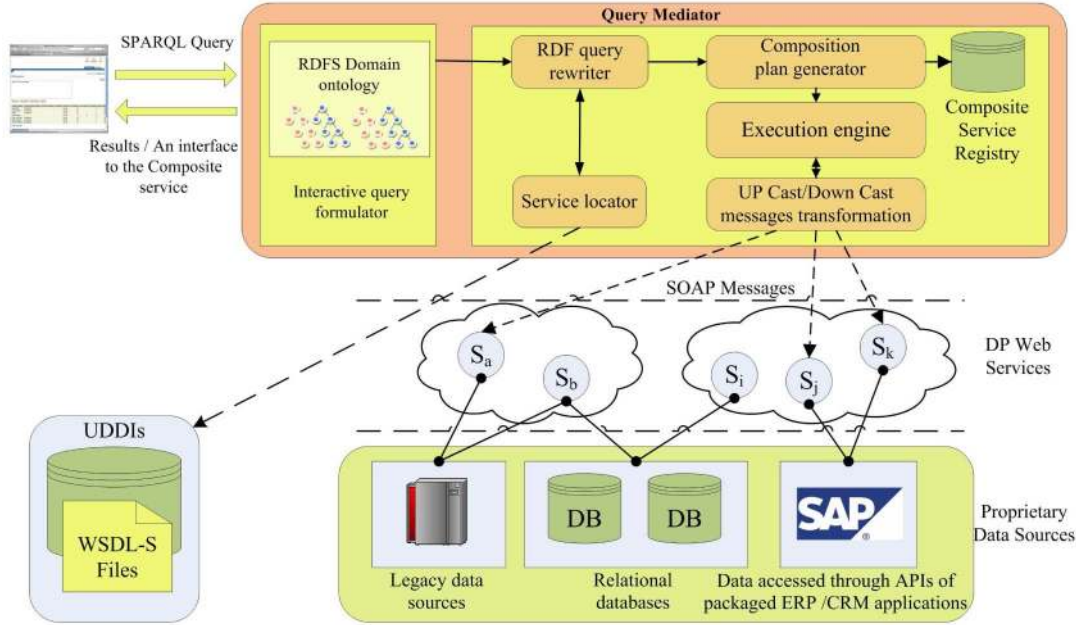 Query Mediator
SPARQL Query
Results / An interface
to the Composite
service
RDFS Domain
ontology
Interactive query
formulator
RDF query
rewriter
Service locator
Composition
plan generator
Execution engine
UP Cast/Down Cast
messages transformation
Composite
Service
Registry
SOAP Messages
Sa
Sb
Si
Sj
Sk
DP Web
Services
UDDIs
WSDL-S
Files
DB
DB
SAP
®
Legacy data
sources
Relational
databases
Data accessed through APIs of
packaged ERP /CRM applications
Proprietary
Data Sources